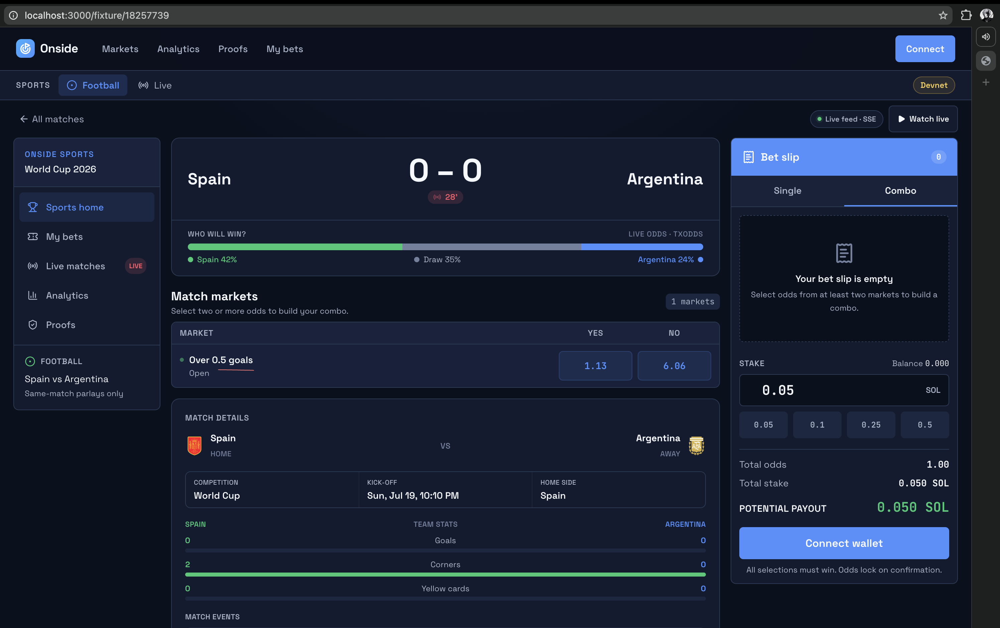 localhost:3000/fixture/18257739
Onside
Markets
Analytics
Proofs
My bets
Connect
SPORTS
Football
Live
Devnet
All matches
Live feed · SSE
Watch live
ONSIDE SPORTS
World Cup 2026
Sports home
My bets
Live matches
LIVE
Analytics
Proofs
FOOTBALL
Spain vs Argentina
Same-match parlays only
Spain
0 – 0
Argentina
28’
WHO WILL WIN?
LIVE ODDS · TXODDS
Spain 42%
Draw 35%
Argentina 24%
Match markets
Select two or more odds to build your combo.
1 markets
MARKET
YES
NO
Over 0.5 goals
Open
1.13
6.06
MATCH DETAILS
Spain
HOME
VS
Argentina
AWAY
AFA
COMPETITION
World Cup
KICK-OFF
Sun, Jul 19, 10:10 PM
HOME SIDE
Spain
SPAIN
TEAM STATS
ARGENTINA
0
Goals
0
2
Corners
0
0
Yellow cards
0
MATCH EVENTS
Bet slip
0
Single
Combo
Your bet slip is empty
Select odds from at least two markets to build a
combo.
STAKE
Balance 0.000
0.05
SOL
0.05
0.1
0.25
0.5
Total odds
1.00
Total stake
0.050 SOL
POTENTIAL PAYOUT
0.050 SOL
Connect wallet
All selections must win. Odds lock on confirmation.